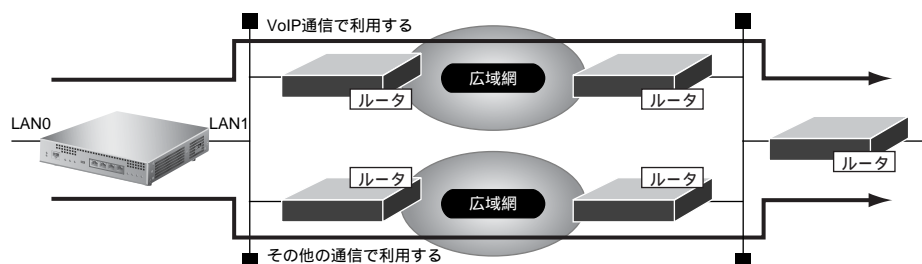 VoIP通信で利用する
広域網
ルータ
ルータ
LAN0
LAN1
ルータ
ルータ
ルータ
広域網
その他の通信で利用する